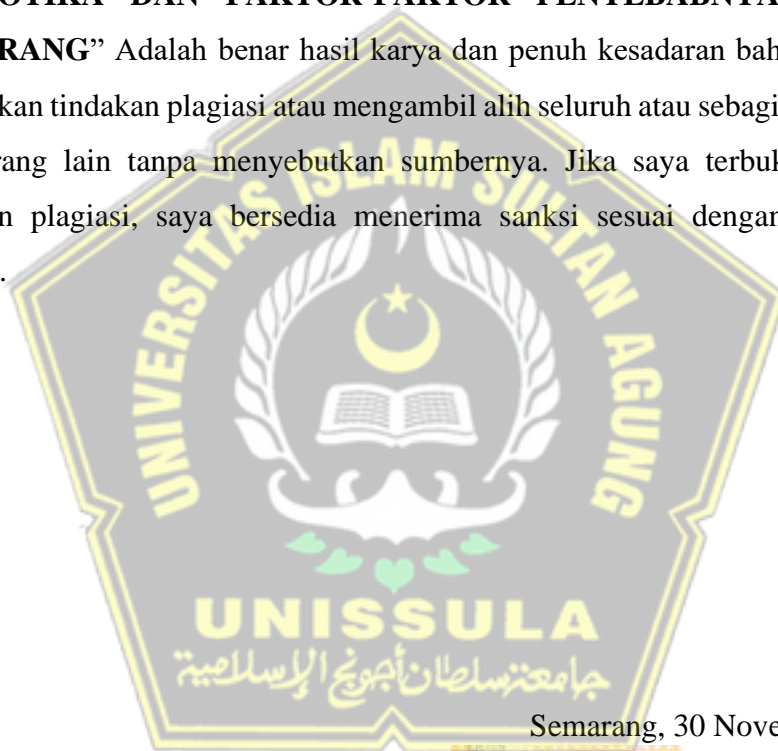 OTIKA DAN FAKTOR-FAKTOR PENYEBABNYA
RANG” Adalah benar hasil karya dan penuh kesadaran bah
kan tindakan plagiasi atau mengambil alih seluruh atau sebagi
rang lain tanpa menyebutkan sumbernya. Jika saya terbuk
n plagiasi, saya bersedia menerima sanksi sesuai dengan
.
UNIVERSITAS ISLAM SULTAN AGUNG
UNISSULA
جامعة سلطان أجونج الإسلامية
Semarang, 30 Nove